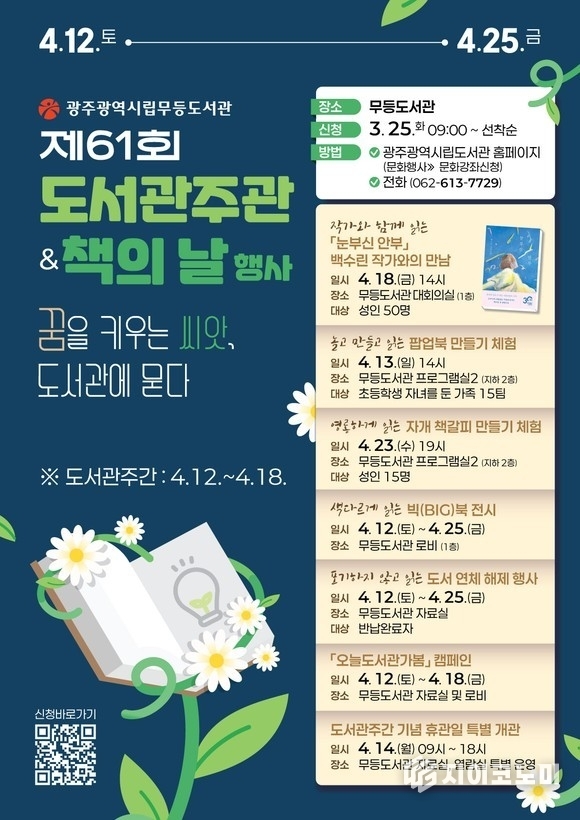 4.12.토
4.25.금
광주광역시립무등도서관
제61회
도서관주관
&책의 날 행사
꿈을 키우는 씨앗,
도서관에 묻다
※ 도서관주간 : 4.12.~4.18.
신청바로가기
장소 무등도서관
신청 3. 25.화 09:00 ~ 선착순
방법 광주광역시립도서관 홈페이지
(문화행사» 문화강좌신청)
전화 (062-613-7729)
작가와 함께 읽는
「눈부신 안부」
백수린 작가와의 만남
일시 4. 18.(금) 14시
장소 무등도서관 대회의실 (1층)
대상 성인 50명
놀고 만들고 읽는 팝업북 만들기 체험
일시 4. 13.(일) 14시
장소 무등도서관 프로그램실2 (지하 2층)
대상 초등학생 자녀를 둔 가족 15팀
영롱하게 읽는 자개 책갈피 만들기 체험
일시 4. 23.(수) 19시
장소 무등도서관 프로그램실2 (지하 2층)
대상 성인 15명
색다르게 읽는 빅(BIG)북 전시
일시 4. 12.(토) ~ 4. 25.(금)
장소 무등도서관 로비 (1층)
포기하지 않고 읽는 도서 연체 해제 행사
일시 4. 12.(토) ~ 4. 25.(금)
장소 무등도서관 자료실
대상 반납완료자
「오늘도서관가봄」 캠페인
일시 4. 12.(토) ~ 4. 18.(금)
장소 무등도서관 자료실 및 로비
도서관주간 기념 휴관일 특별 개관
일시 4. 14.(월) 09시 ~ 18시
장소 무등도서관 자료실, 열람실 특별 운영
지이코노미